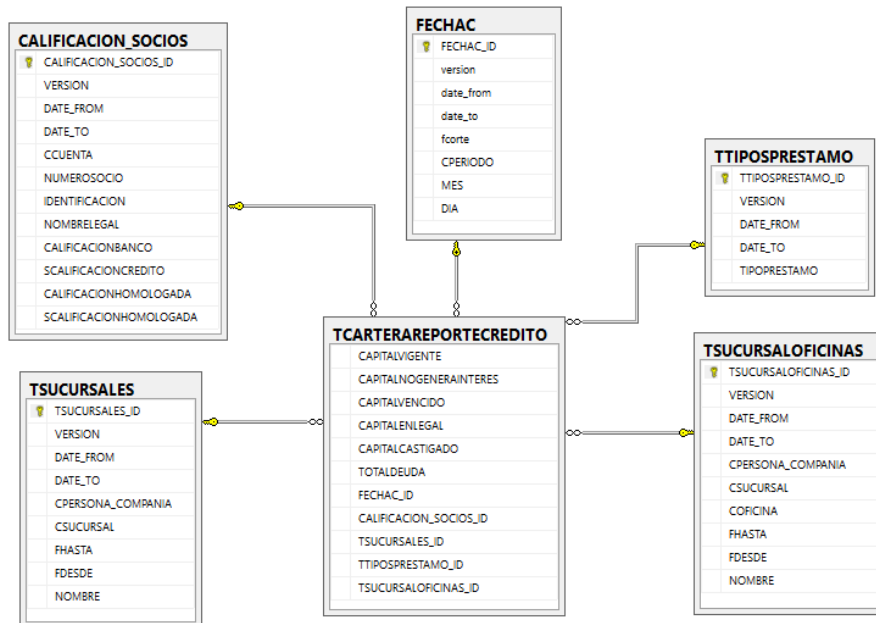 CALIFICACION_SOCIOS
CALIFICACION_SOCIOS_ID
VERSION
DATE_FROM
DATE_TO
CCUENTA
NUMEROSOCIO
IDENTIFICACION
NOMBRELEGAL
CALIFICACIONBANCO
SCALIFICACIONCREDITO
CALIFICACIONHOMOLOGADA
SCALIFICACIONHOMOLOGADA
FECHAC
FECHAC_ID
version
date_from
date_to
fcorte
CPERIODO
MES
DIA
TTIPOSPRESTAMO
TTIPOSPRESTAMO_ID
VERSION
DATE_FROM
DATE_TO
TIPOPRESTAMO
TCARTERAREPORTECREDITO
CAPITALVIGENTE
CAPITALNOGENERAINTERES
CAPITALVENCIDO
CAPITALENLEGAL
CAPITALCASTIGADO
TOTALDEUDA
FECHAC_ID
CALIFICACION_SOCIOS_ID
TSUCURSALES_ID
TTIPOSPRESTAMO_ID
TSUCURSALOFICINAS_ID
TSUCURSALES
TSUCURSALES_ID
VERSION
DATE_FROM
DATE_TO
CPERSONA_COMPANIA
CSUCURSAL
FHASTA
FDESDE
NOMBRE
TSUCURSALOFICINAS
TSUCURSALOFICINAS_ID
VERSION
DATE_FROM
DATE_TO
CPERSONA_COMPANIA
CSUCURSAL
COFICINA
FHASTA
FDESDE
NOMBRE